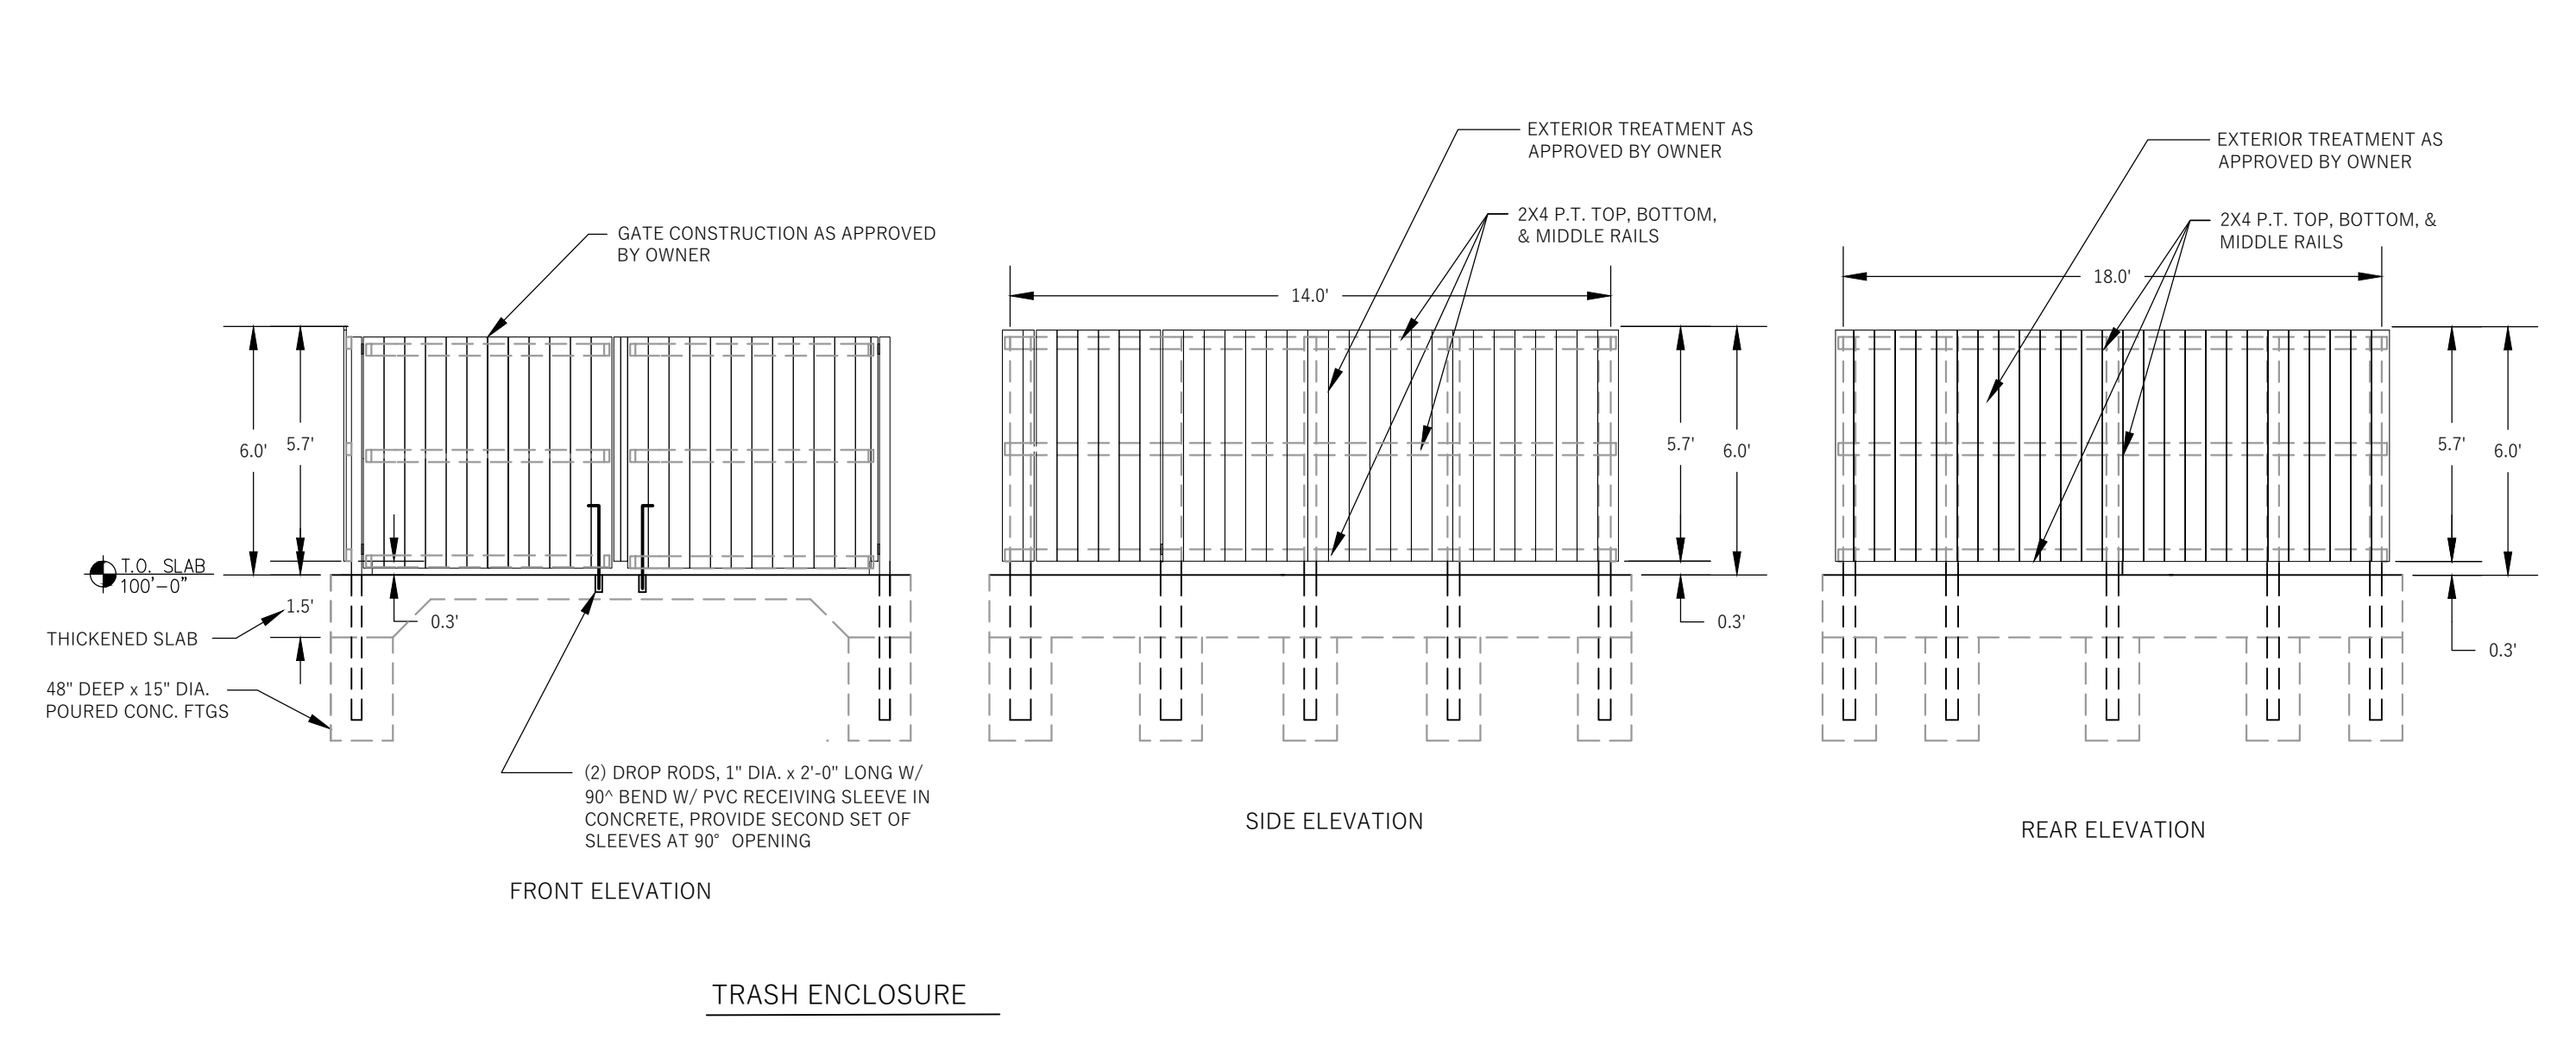 GATE CONSTRUCTION AS APPROVED
BY OWNER
6.0'
5.7'
T.O. SLAB
100'-0"
1.5'
THICKENED SLAB
0.3'
48" DEEP x 15" DIA.
POURED CONC. FTGS
(2) DROP RODS, 1" DIA. x 2'-0" LONG W/
90^ BEND W/ PVC RECEIVING SLEEVE IN
CONCRETE, PROVIDE SECOND SET OF
SLEEVES AT 90° OPENING
FRONT ELEVATION
EXTERIOR TREATMENT AS
APPROVED BY OWNER
2X4 P.T. TOP, BOTTOM,
& MIDDLE RAILS
14.0'
5.7'
6.0'
0.3'
SIDE ELEVATION
EXTERIOR TREATMENT AS
APPROVED BY OWNER
2X4 P.T. TOP, BOTTOM, &
MIDDLE RAILS
18.0'
5.7'
6.0'
0.3'
REAR ELEVATION
TRASH ENCLOSURE